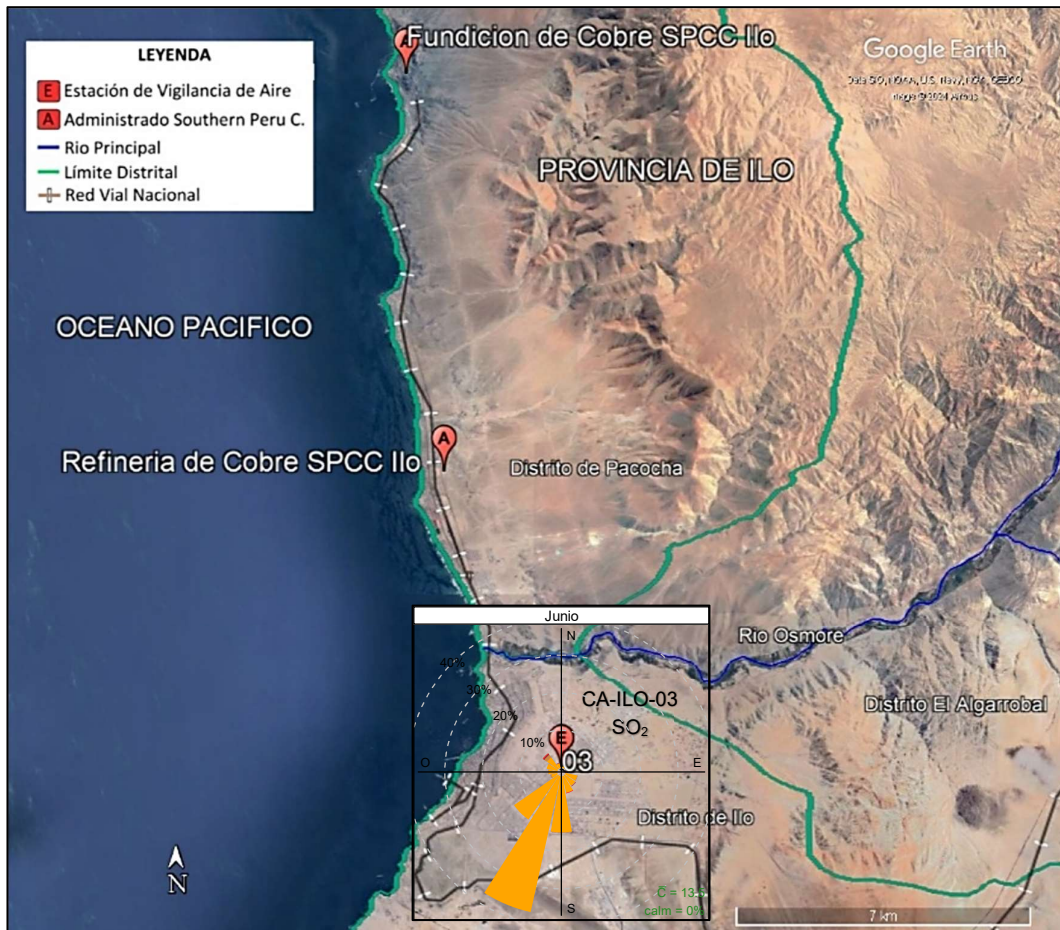 Fundicion de Cobre SPCC Ilo
Google Earth
LEYENDA
E Estación de Vigilancia de Aire
A Administrado Southern Peru C.
Rio Principal
Límite Distrital
Red Vial Nacional
A
PROVINCIA DE ILO
OCEANO PACIFICO
A
Refineria de Cobre SPCC Ilo
Distrito de Pacocha
Junio
N
Rio Osmore
40%
30%
20%
10%
CA-ILO-03
SO₂
Distrito El Algarrobal
E
03
O
E
Distrito de Ilo
N
C̅ = 13.5
calm = 0%
S
7 km